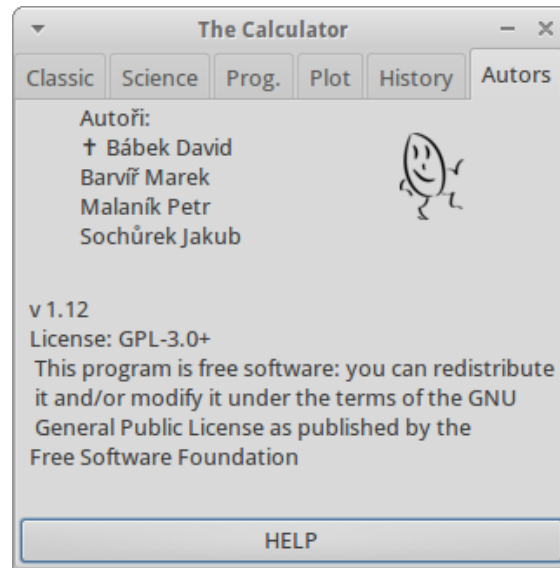 The Calculator
Classic Science Prog. Plot History Autors
Autoři:
✝ Bábek David
Barvíř Marek
Malaník Petr
Sochůrek Jakub
v 1.12
License: GPL-3.0+
This program is free software: you can redistribute
it and/or modify it under the terms of the GNU
General Public License as published by the
Free Software Foundation
HELP